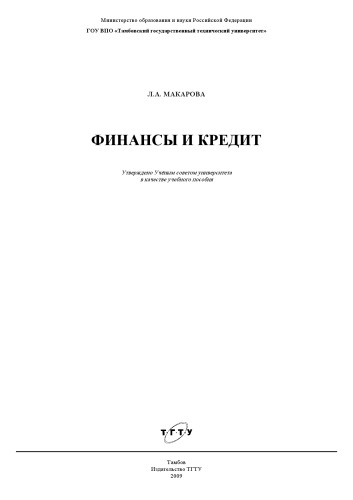 Министерство образования и науки Российской Федерации
ГОУ ВПО «Тамбовский государственный технический университет»
Л.А. МАКАРОВА
ФИНАНСЫ И КРЕДИТ
Утверждено Учёным советом университета
в качестве учебного пособия
ТГТУ
Тамбов
Издательство ТГТУ
2009